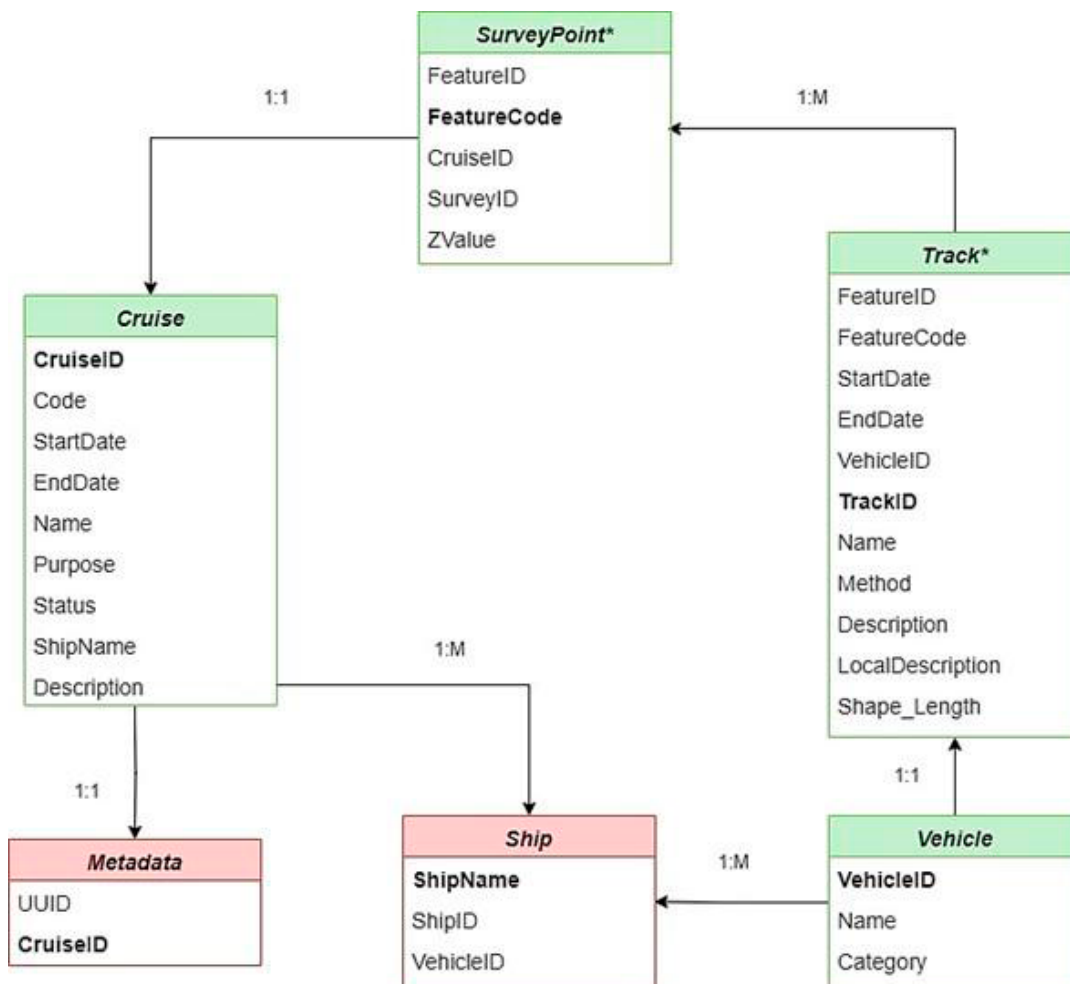 SurveyPoint*
FeatureID
FeatureCode
CruiseID
SurveyID
ZValue
1:1
1:M
Cruise
CruiseID
Code
StartDate
EndDate
Name
Purpose
Status
ShipName
Description
Track*
FeatureID
FeatureCode
StartDate
EndDate
VehicleID
TrackID
Name
Method
Description
LocalDescription
Shape_Length
1:M
1:1
1:1
Metadata
UUID
CruiseID
Ship
ShipName
ShipID
VehicleID
1:M
Vehicle
VehicleID
Name
Category